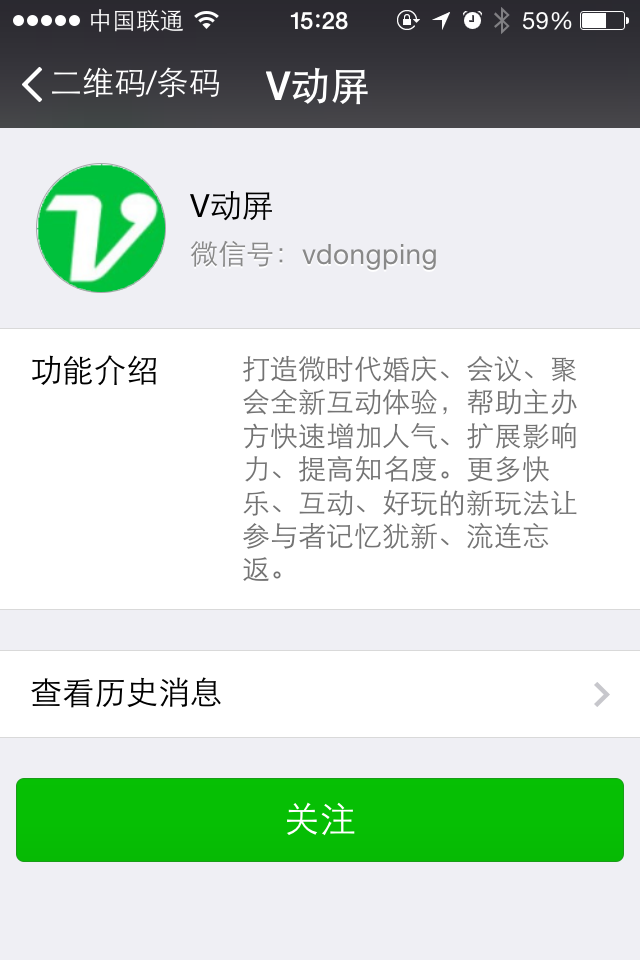 中国联通 15:28 59%
二维码/条码 V动屏
V动屏
微信号：vdongping
功能介绍
打造微时代婚庆、会议、聚
会全新互动体验，帮助主办
方快速增加人气、扩展影响
力、提高知名度。更多快
乐、互动、好玩的新玩法让
参与者记忆犹新、流连忘
返。
查看历史消息
关注